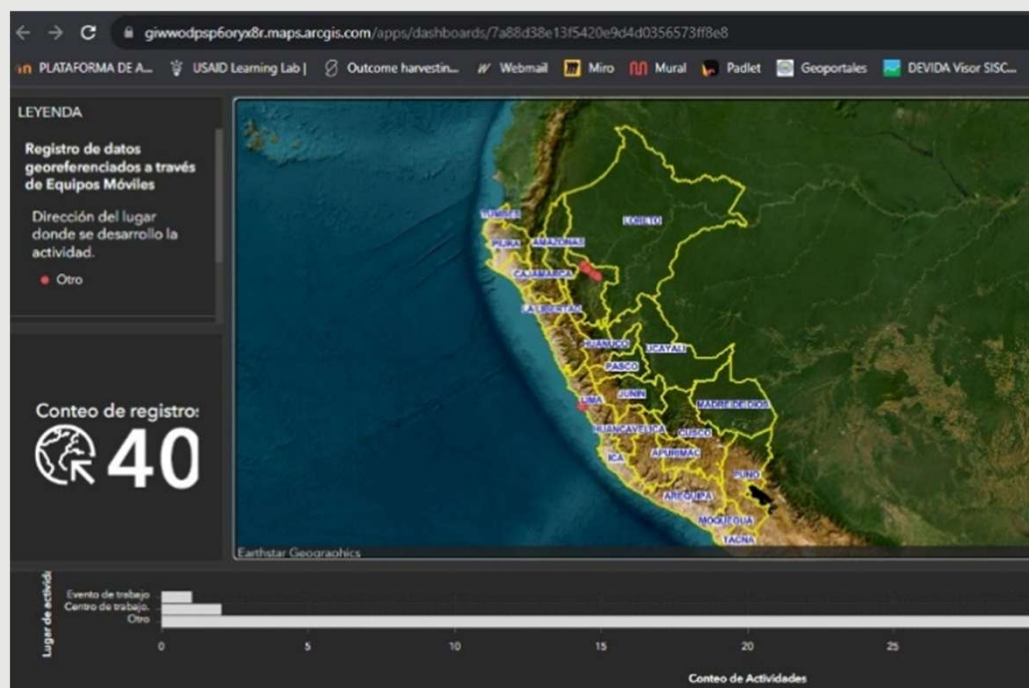 giwwodpsp6oryx8r.maps.arcgis.com/apps/dashboards/7a88d38e13f5420e9d4d0356573ff8e8
PLATAFORMA DE A...
USAID Learning Lab |
Outcome harvestin...
Webmail
Miro
Mural
Padlet
Geoportales
DEVIDA Visor SISC...
LEYENDA
Registro de datos
georeferenciados a través
de Equipos Móviles
Dirección del lugar
donde se desarrollo la
actividad.
Otro
Conteo de registro:
40
TUMBES
PIURA
AMAZONAS
LORETO
CAJAMARCA
LA LIBERTAD
HUANUCO
UCAYALI
PASCO
LIMA
JUNIN
MADRE DE DIOS
HUANCAVELICA
CUSCO
ICA
APURIMAC
PUNO
AREQUIPA
MOQUEGUA
TACNA
Earthstar Geographics
Lugar de activid
Evento de trabajo
Centro de trabajo.
Otro
0 5 10 15 20 25
Conteo de Actividades